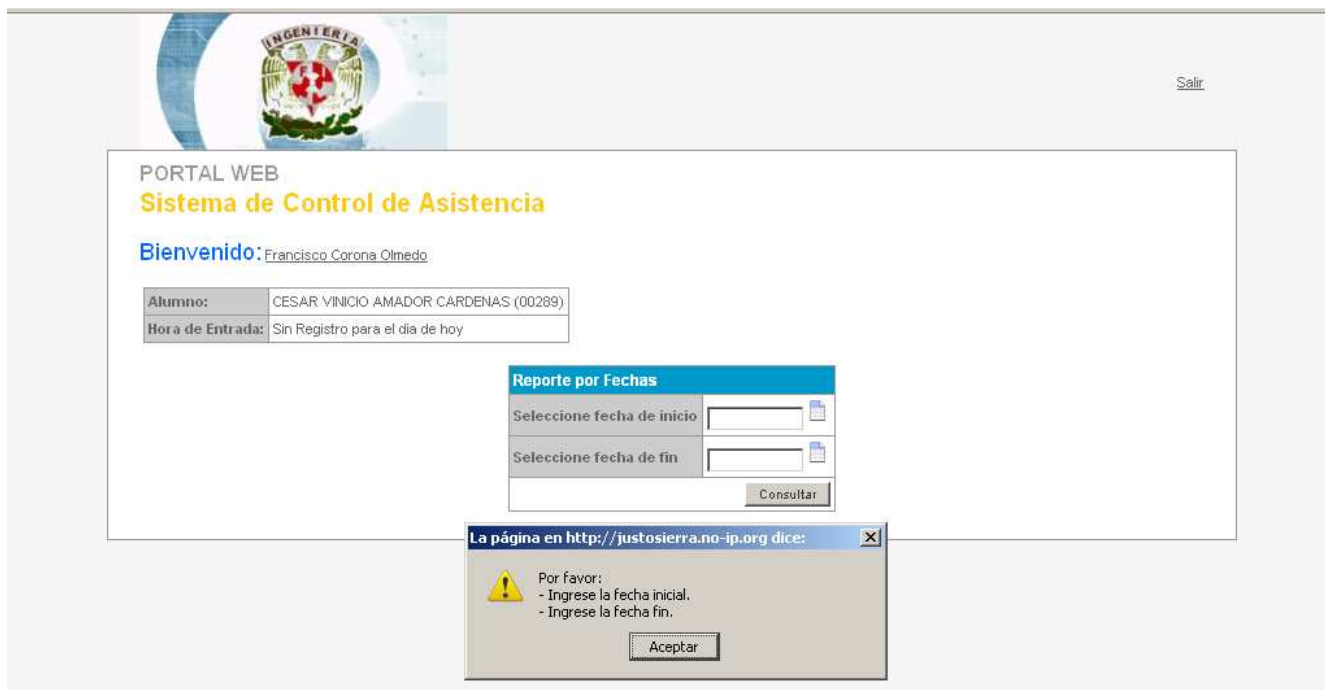 INGENIERIA
Salir
PORTAL WEB
Sistema de Control de Asistencia
Bienvenido: Francisco Corona Olmedo
Alumno: CESAR VINICIO AMADOR CARDENAS (00289)
Hora de Entrada: Sin Registro para el dia de hoy
Reporte por Fechas
Seleccione fecha de inicio
Seleccione fecha de fin
Consultar
La página en http://justosierra.no-ip.org dice:
Por favor:
- Ingrese la fecha inicial.
- Ingrese la fecha fin.
Aceptar